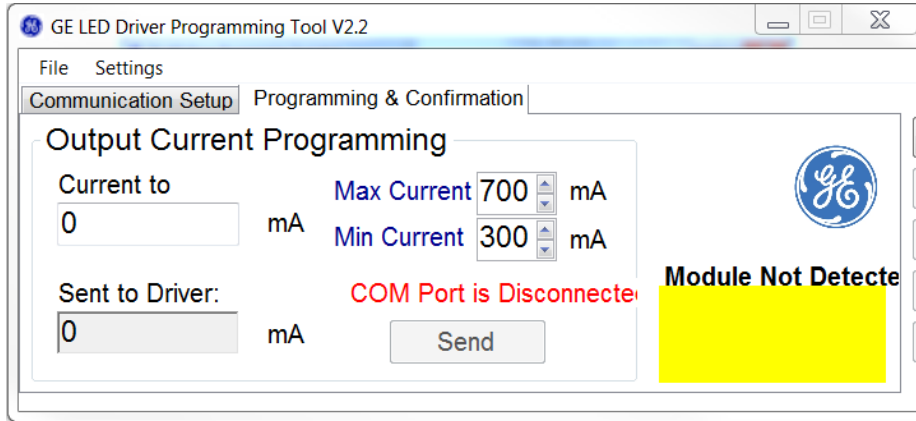 GE LED Driver Programming Tool V2.2
File Settings
Communication Setup Programming & Confirmation
Output Current Programming
Current to
0 mA
Max Current 700 mA
Min Current 300 mA
Sent to Driver:
0 mA
COM Port is Disconnecte
Send
GE
Module Not Detecte